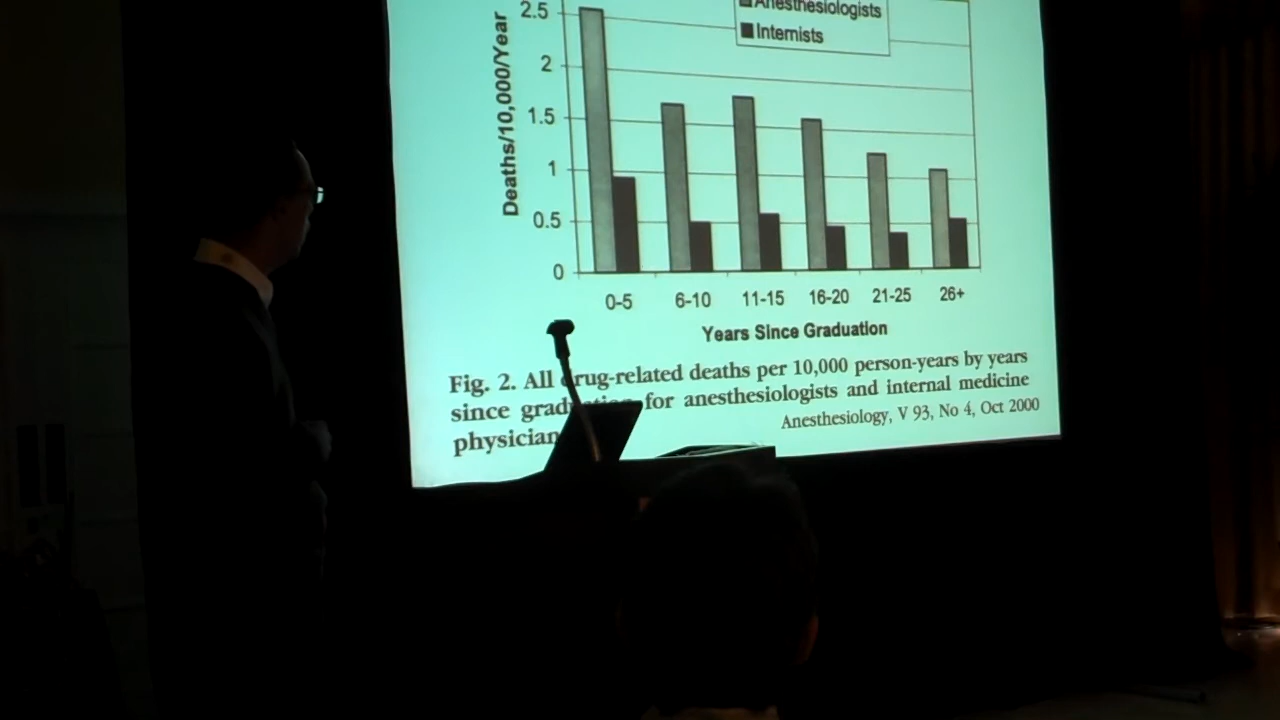 Anesthesiologists
Internists
Deaths/10,000/Year
2.5
2
1.5
1
0.5
0
0-5 6-10 11-15 16-20 21-25 26+
Years Since Graduation
Fig. 2. All drug-related deaths per 10,000 person-years by years
since graduation for anesthesiologists and internal medicine
physician
Anesthesiology, V 93, No 4, Oct 2000